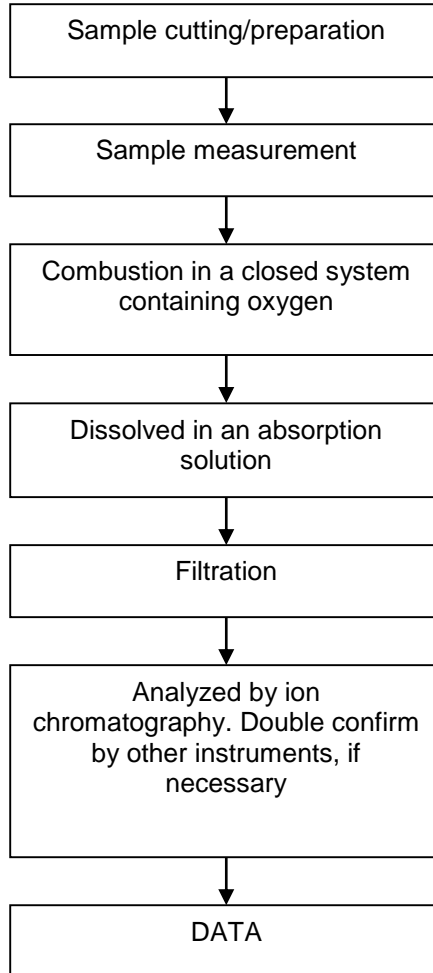 Sample cutting/preparation
Sample measurement
Combustion in a closed system
containing oxygen
Dissolved in an absorption
solution
Filtration
Analyzed by ion
chromatography. Double confirm
by other instruments, if
necessary
DATA